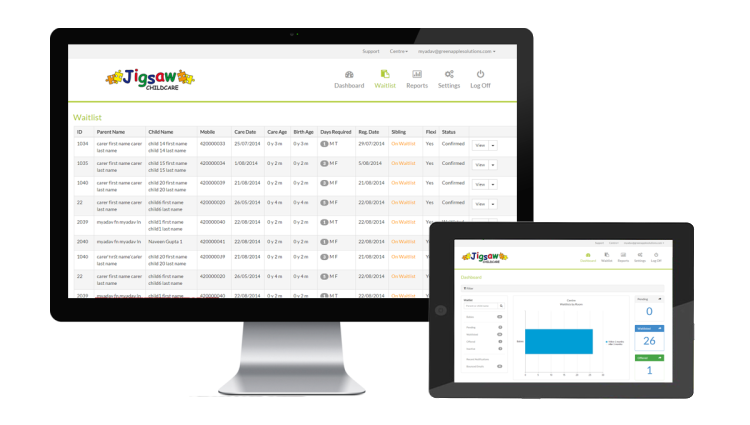 Support Centre myadav@greenapplesolutions.com
Jigsaw
CHILDCARE
Dashboard Waitlist Reports Settings Log Off
Waitlist
ID Parent Name Child Name Mobile Care Date Care Age Birth Age Days Required Reg. Date Sibling Flexi Status
1034 carer first name carer last name child 14 first name child 14 last name 420000033 25/07/2014 0 y 3 m 0 y 3 m M T 29/07/2014 On Waitlist Yes Confirmed View
1035 carer first name carer last name child 15 first name child 15 last name 420000034 1/08/2014 0 y 2 m 0 y 2 m M F 5/08/2014 On Waitlist Yes Confirmed View
1040 carer first name carer last name child 20 first name child 20 last name 420000039 21/08/2014 0 y 2 m 0 y 2 m M F 21/08/2014 On Waitlist Yes Confirmed View
22 carer first name carer last name child6 first name child6 last name 420000020 26/05/2014 0 y 4 m 0 y 4 m M F 22/08/2014 On Waitlist Yes Confirmed View
2039 myadav fn myadav ln child1 first name child1 last name 420000040 22/08/2014 0 y 2 m 0 y 2 m M T 22/08/2014 On Waitlist Yes
2040 myadav fn myadav ln Naveen Gupta 1 420000041 22/08/2014 0 y 2 m 0 y 2 m M F 22/08/2014 On Waitlist
1040 carer first name carer last name child 20 first name child 20 last name 420000039 21/08/2014 0 y 2 m 0 y 2 m M F 21/08/2014 On Waitlist
22 carer first name carer last name child6 first name child6 last name 420000020 26/05/2014 0 y 4 m 0 y 4 m M F 22/08/2014 On Waitlist
2039 myadav fn myadav ln child1 first name 420000040 22/08/2014 0 y 2 m 0 y 2 m M T 22/08/2014 On Waitlist
Jigsaw
CHILDCARE
Dashboard Waitlist Reports Settings Log Off
Dashboard
Filter
Pending
0
Waitlisted
26
Offered
1